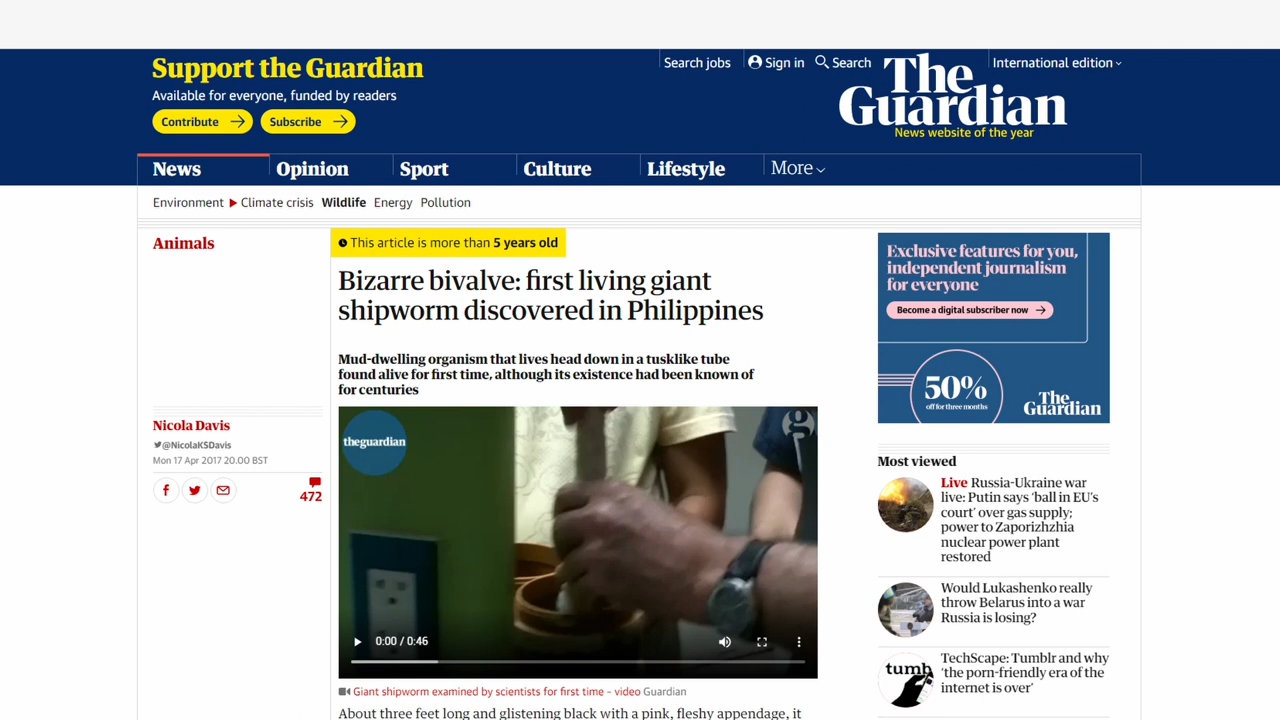 Support the Guardian
Available for everyone, funded by readers
Contribute
Subscribe
Search jobs
Sign in
Search
International edition
The
Guardian
News website of the year
News
Opinion
Sport
Culture
Lifestyle
More
Environment
Climate crisis
Wildlife
Energy
Pollution
Animals
This article is more than 5 years old
Bizarre bivalve: first living giant
shipworm discovered in Philippines
Mud-dwelling organism that lives head down in a tusklike tube
found alive for first time, although its existence had been known of
for centuries
Nicola Davis
@NicolaKSDavis
Mon 17 Apr 2017 20.00 BST
472
theguardian
g
0:00 / 0:46
Giant shipworm examined by scientists for first time – video Guardian
About three feet long and glistening black with a pink, fleshy appendage, it
Exclusive features for you,
independent journalism
for everyone
Become a digital subscriber now
50%
off for three months
The
Guardian
Most viewed
Live Russia-Ukraine war
live: Putin says ‘ball in EU’s
court’ over gas supply;
power to Zaporizhzhia
nuclear power plant
restored
Would Lukashenko really
throw Belarus into a war
Russia is losing?
tumb
TechScape: Tumblr and why
‘the porn-friendly era of the
internet is over’